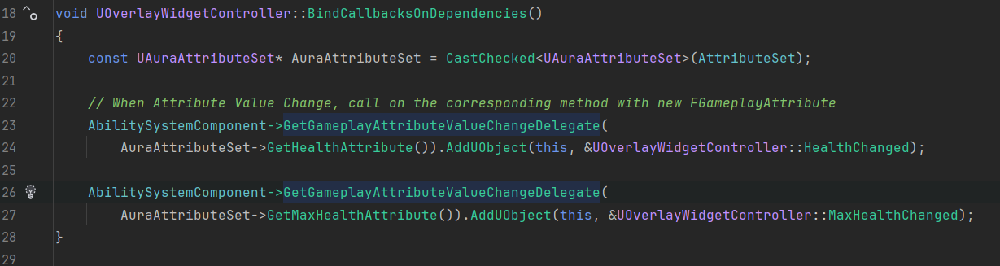 18 void UOverlayWidgetController::BindCallbacksOnDependencies()
19 {
20     const UAuraAttributeSet* AuraAttributeSet = CastChecked<UAuraAttributeSet>(AttributeSet);
21
22     // When Attribute Value Change, call on the corresponding method with new FGameplayAttribute
23     AbilitySystemComponent->GetGameplayAttributeValueChangeDelegate(
24         AuraAttributeSet->GetHealthAttribute()).AddUObject(this, &UOverlayWidgetController::HealthChanged);
25
26     AbilitySystemComponent->GetGameplayAttributeValueChangeDelegate(
27         AuraAttributeSet->GetMaxHealthAttribute()).AddUObject(this, &UOverlayWidgetController::MaxHealthChanged);
28 }
29